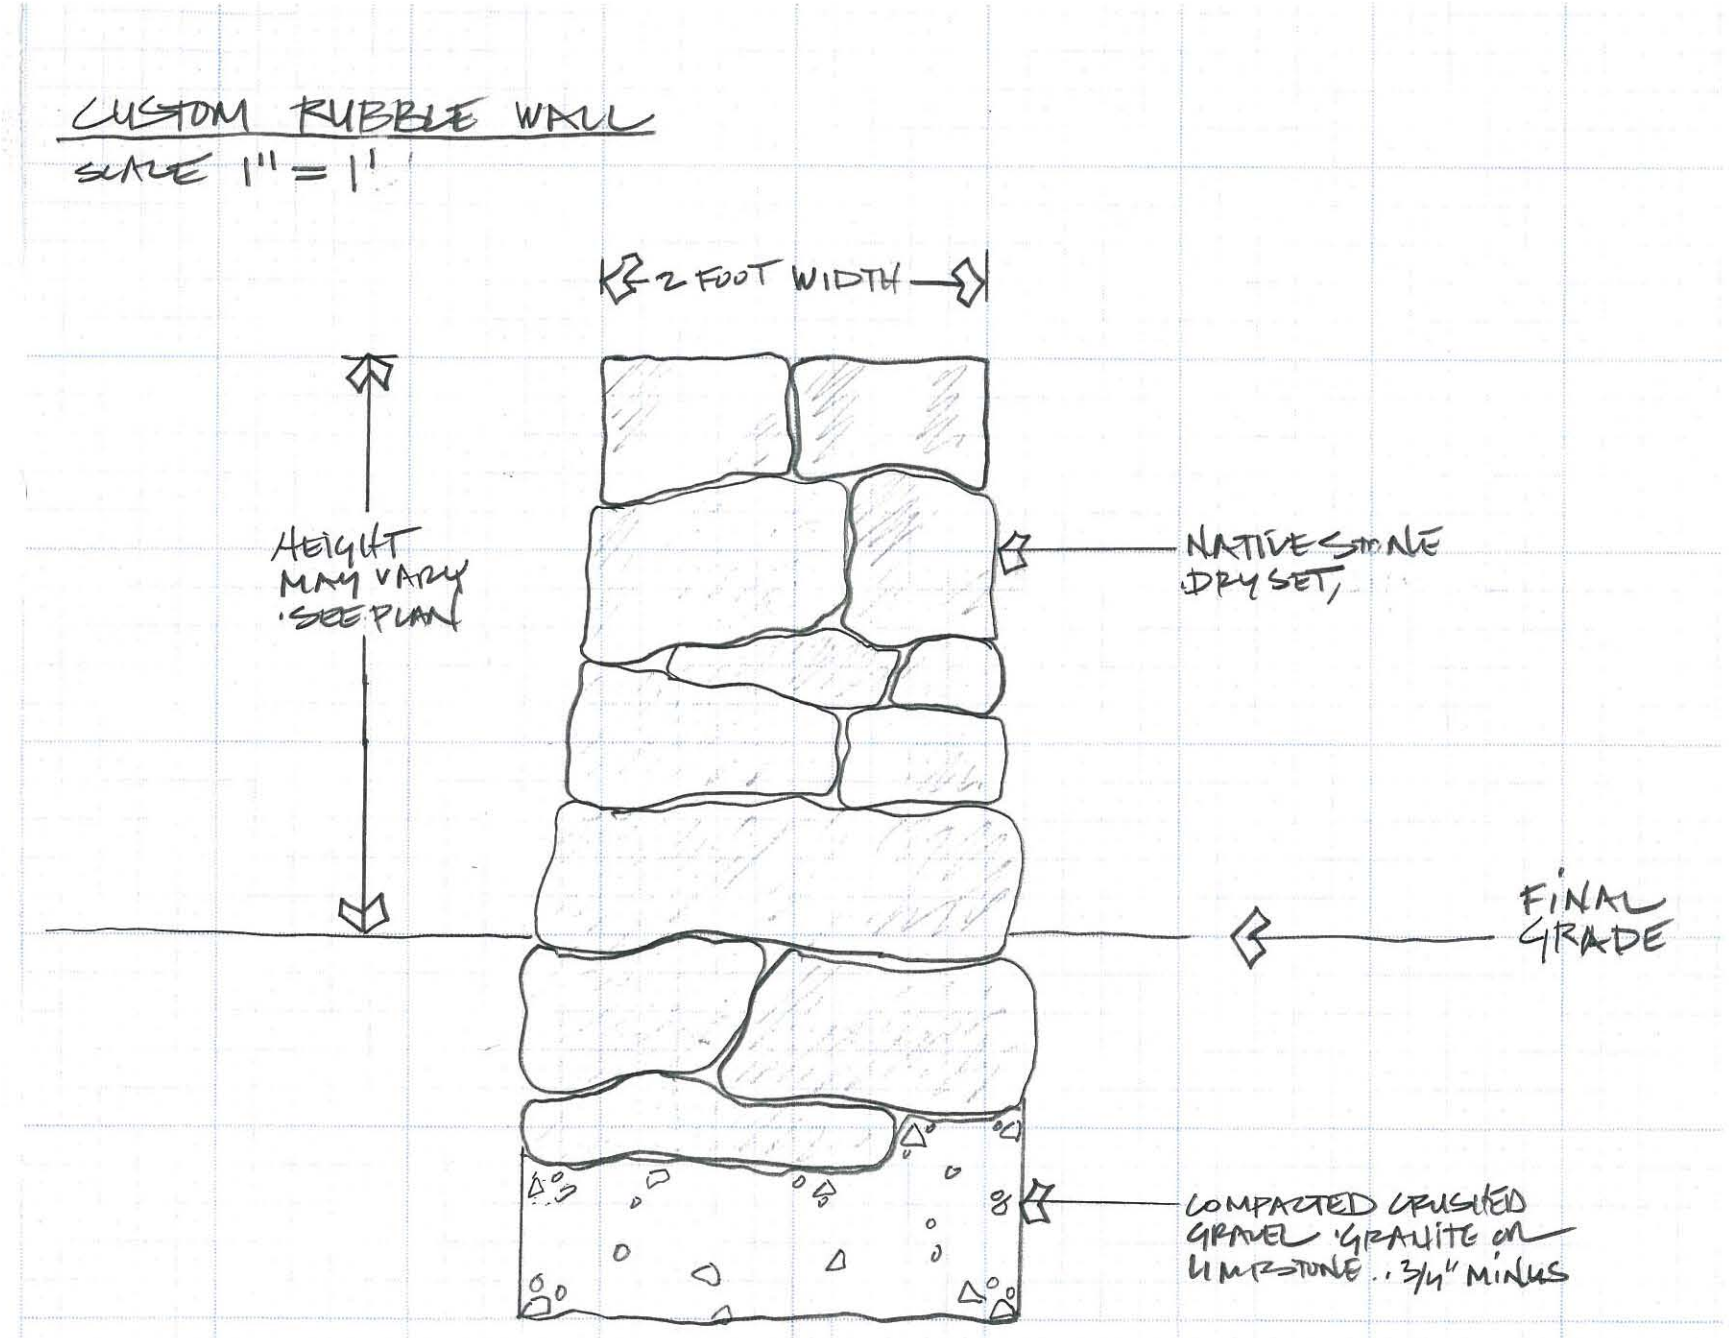 CUSTOM RUBBLE WALL
SCALE 1" = 1'
2 FOOT WIDTH
HEIGHT
MAY VARY
·SEE PLAN
NATIVE STONE
DRY SET,
FINAL
GRADE
COMPACTED CRUSHED
GRAVEL ·GRANITE OR
LIMESTONE.. 3/4" MINUS